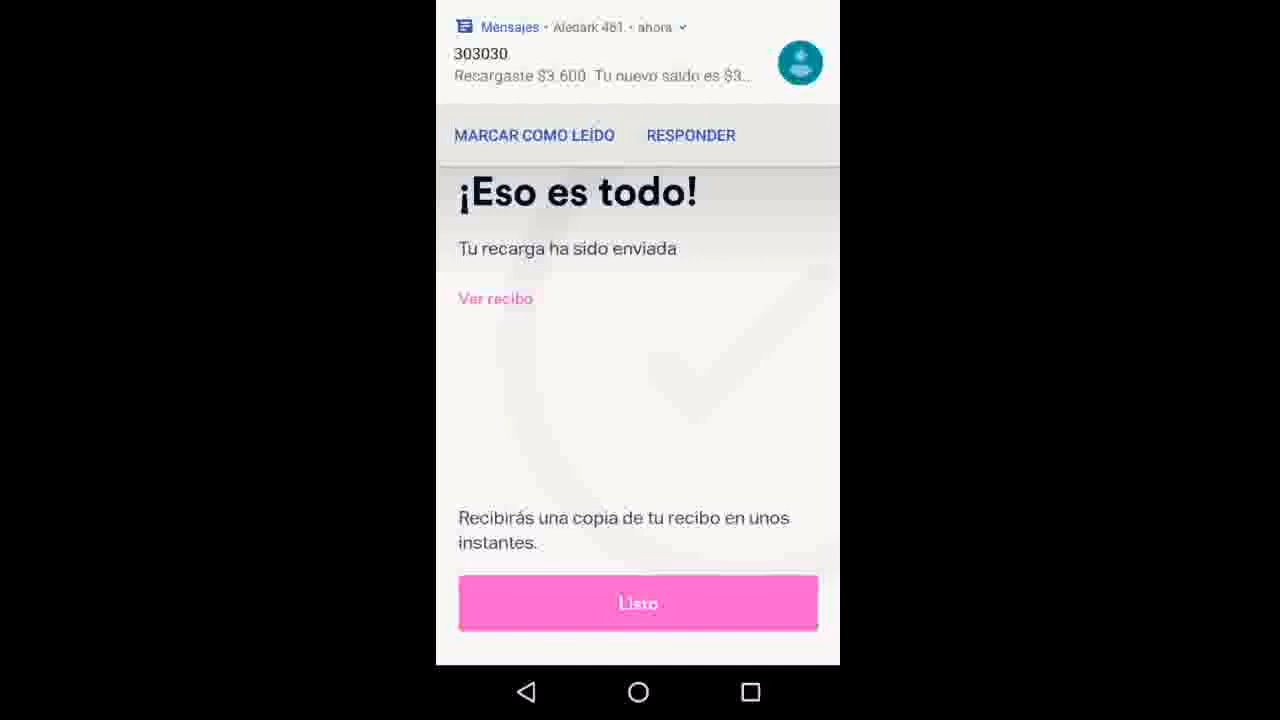 Mensajes • Aledark 461 • ahora
303030
Recargaste $3.600. Tu nuevo saldo es $3...
MARCAR COMO LEÍDO RESPONDER
¡Eso es todo!
Tu recarga ha sido enviada
Ver recibo
Recibirás una copia de tu recibo en unos
instantes.
Listo